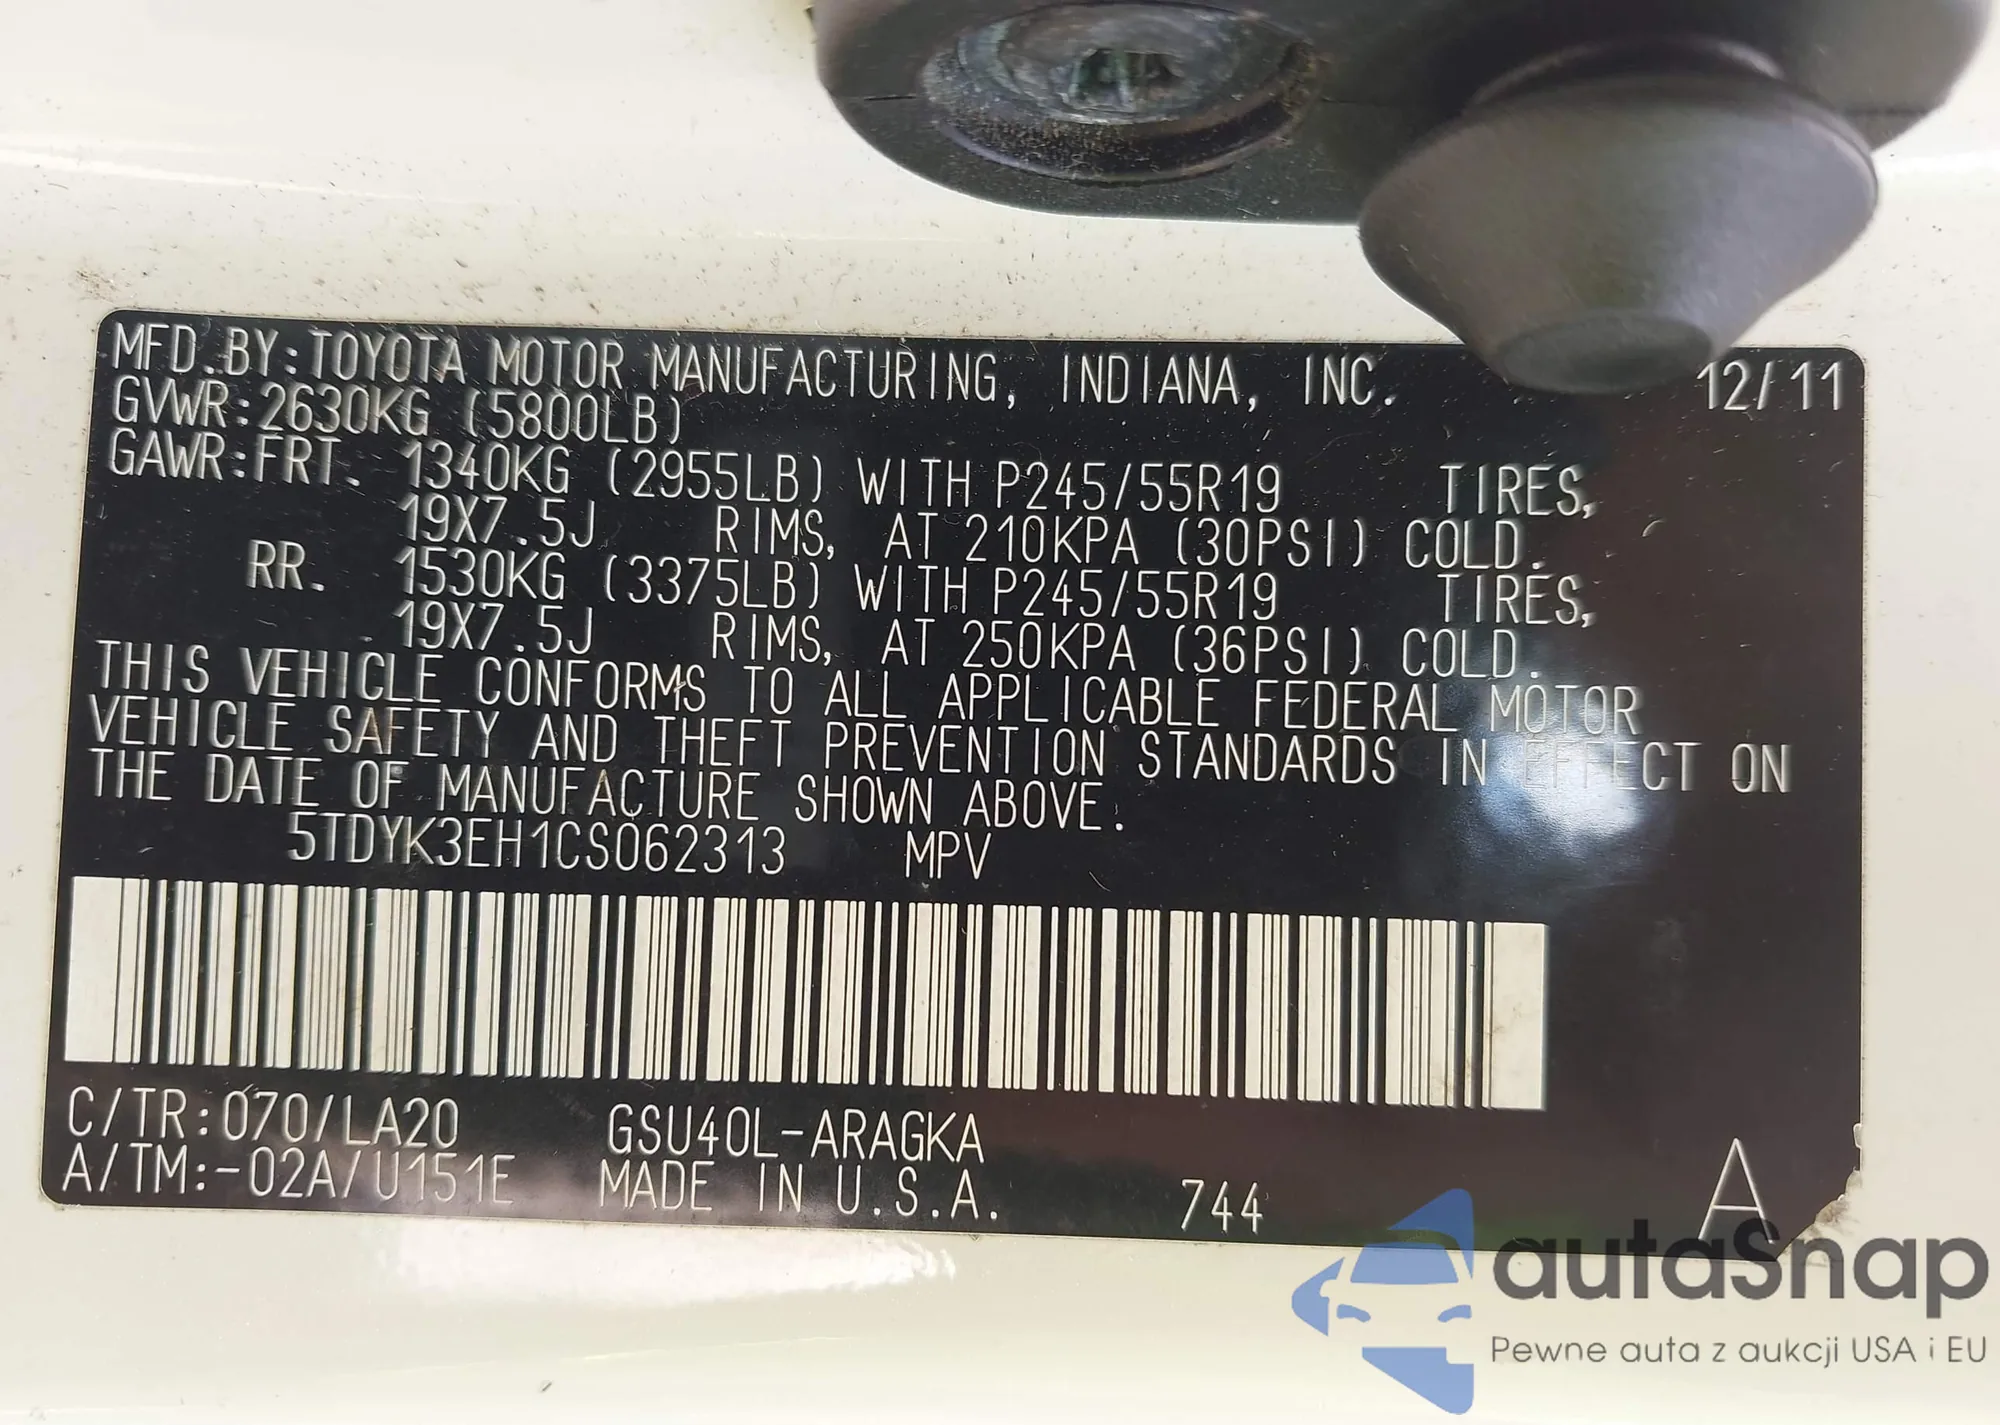 MFD. BY: TOYOTA MOTOR MANUFACTURING, INDIANA, INC. 12/11
GVWR: 2630KG (5800LB)
GAWR: FRT. 1340KG (2955LB) WITH P245/55R19 TIRES,
19X7.5J RIMS, AT 210KPA (30PSI) COLD.
RR. 1530KG (3375LB) WITH P245/55R19 TIRES,
19X7.5J RIMS, AT 250KPA (36PSI) COLD.
THIS VEHICLE CONFORMS TO ALL APPLICABLE FEDERAL MOTOR
VEHICLE SAFETY AND THEFT PREVENTION STANDARDS IN EFFECT ON
THE DATE OF MANUFACTURE SHOWN ABOVE.
5TDYK3EH1CS062313 MPV
C/TR: 070/LA20 GSU40L-ARAGKA
A/TM: -02A/U151E MADE IN U.S.A. 744 A
autaSnap
Pewne auta z aukcji USA i EU